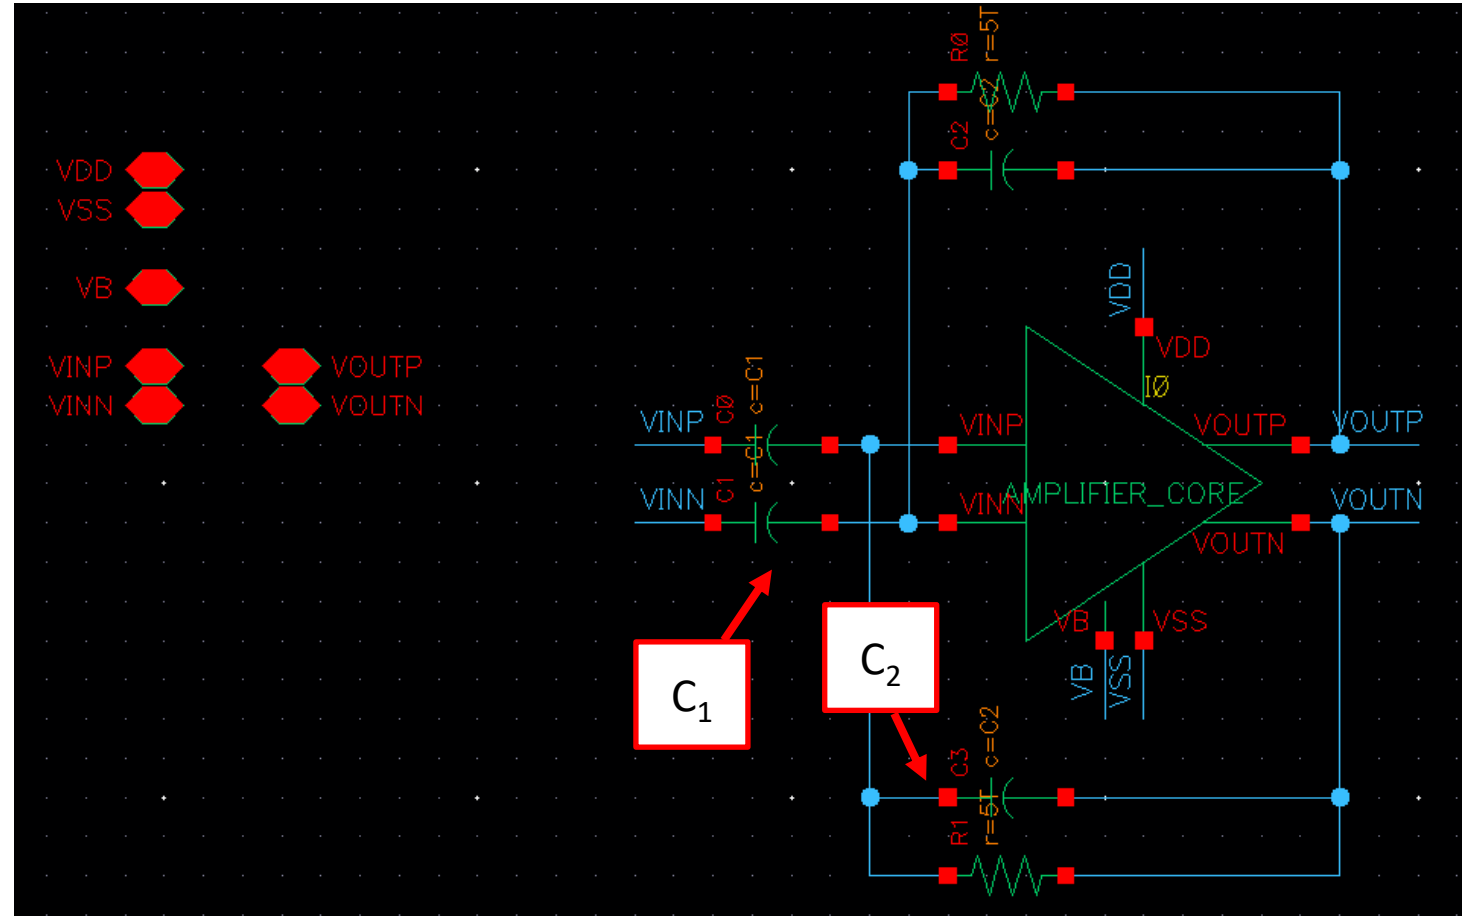 R0
r=5T
C2
c=C2
VDD
VSS
VB
VINP
VINN
VOUTP
VOUTN
VDD
VDD
I0
VINP
C0
c=C1
VINP
VOUTP
VOUTP
VINN
C1
c=C1
VINN
AMPLIFIER_CORE
VOUTN
VOUTN
VB
VSS
VB
VSS
C1
C2
C3
c=C2
R1
r=5T